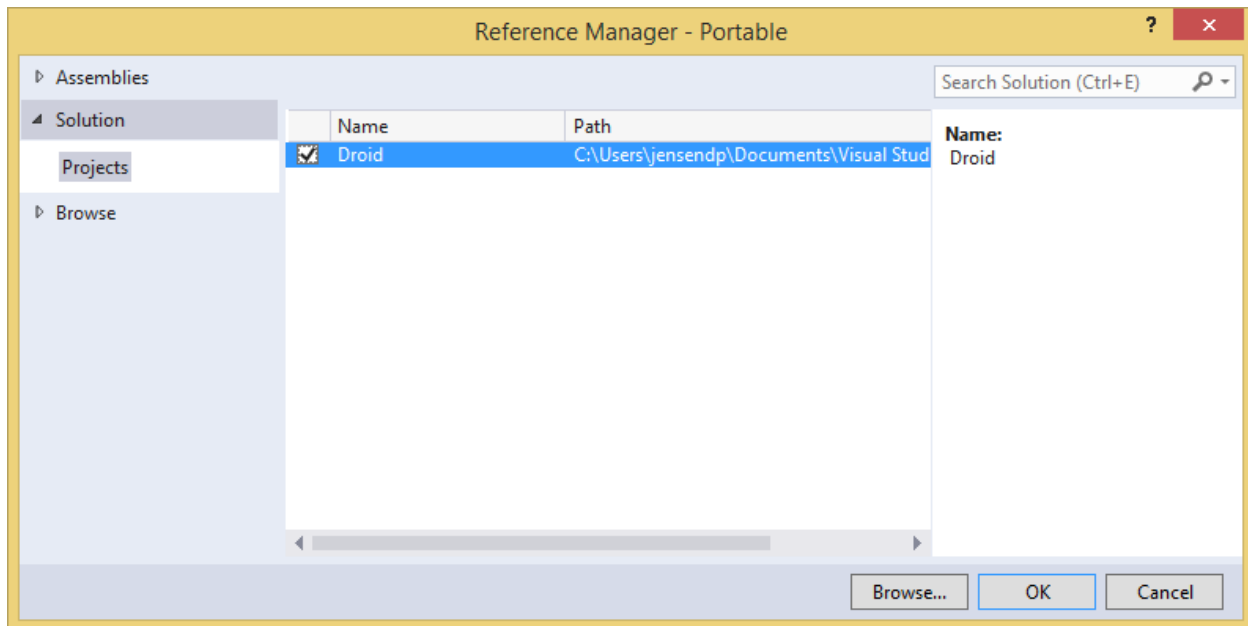 Reference Manager - Portable
?
Assemblies
Solution
Projects
Browse
Search Solution (Ctrl+E)
Name Path
Droid C:\Users\jensendp\Documents\Visual Stud
Name:
Droid
Browse... OK Cancel